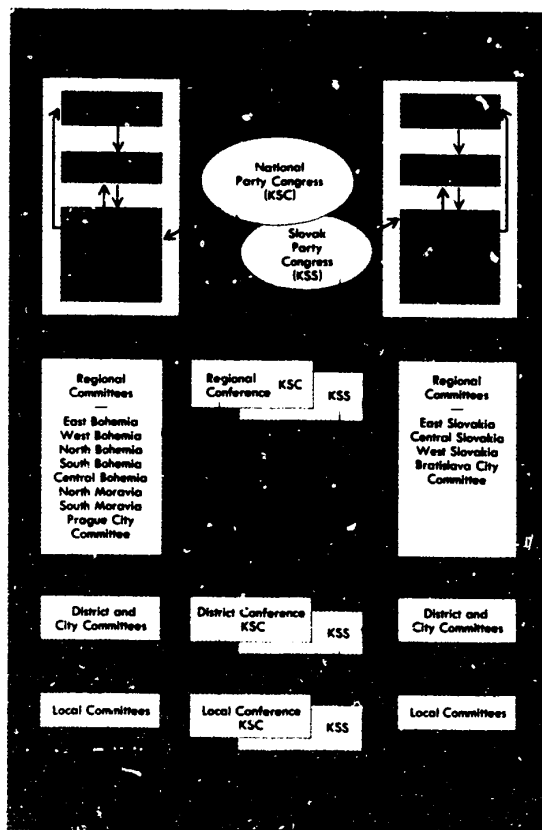 National
Party Congress
(KSC)
Slovak
Party
Congress
(KSS)
Regional
Committees
—
East Bohemia
West Bohemia
North Bohemia
South Bohemia
Central Bohemia
North Moravia
South Moravia
Prague City
Committee
Regional
Conference
KSC
KSS
Regional
Committees
—
East Slovakia
Central Slovakia
West Slovakia
Bratislava City
Committee
District and
City Committees
District Conference
KSC
KSS
District and
City Committees
Local Committees
Local Conference
KSC
KSS
Local Committees